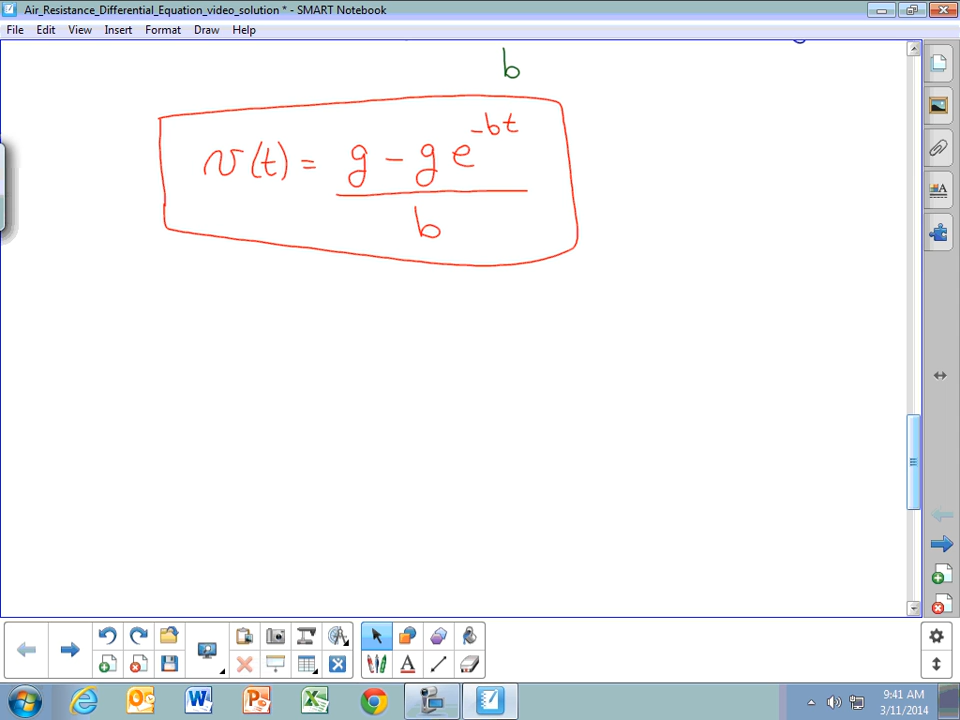 Air_Resistance_Differential_Equation_video_solution * - SMART Notebook
File Edit View Insert Format Draw Help
b
v(t) = g - g e^-bt
b
9:41 AM
3/11/2014